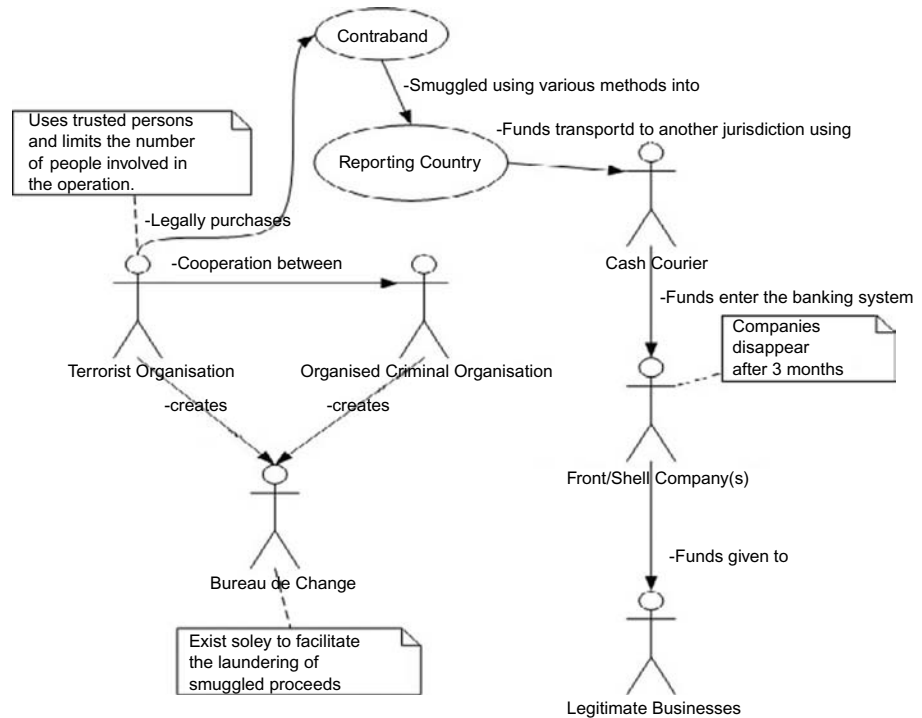 Contraband
-Smuggled using various methods into
Uses trusted persons
and limits the number
of people involved in
the operation.
-Funds transportd to another jurisdiction using
Reporting Country
-Legally purchases
-Cooperation between
Cash Courier
-Funds enter the banking system
Companies
disappear
after 3 months
Terrorist Organisation
Organised Criminal Organisation
-creates
-creates
Front/Shell Company(s)
-Funds given to
Bureau de Change
Exist soley to facilitate
the laundering of
smuggled proceeds
Legitimate Businesses